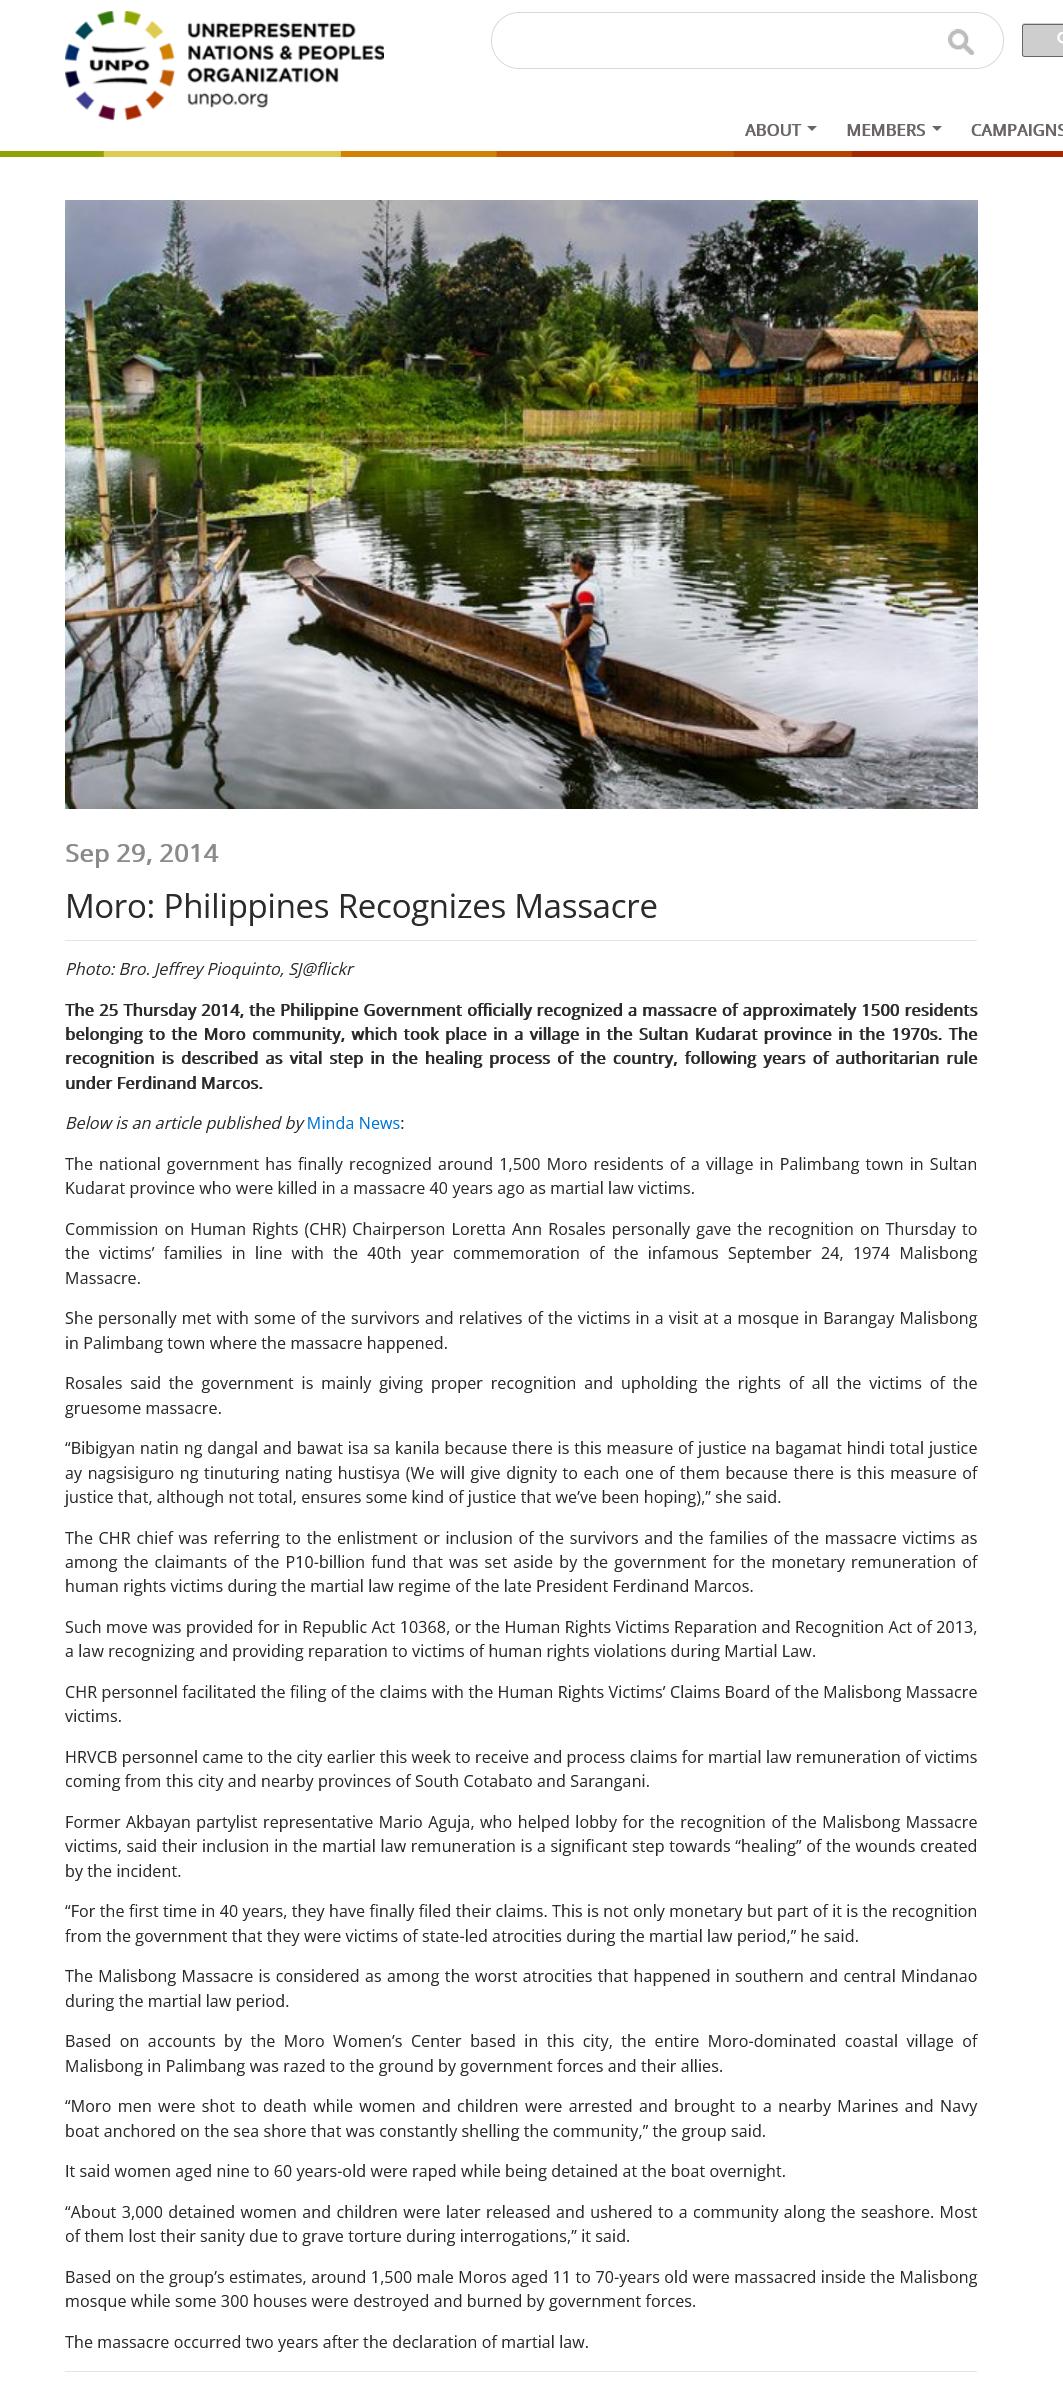 UNPO
UNREPRESENTED
NATIONS & PEOPLES
ORGANIZATION
unpo.org
ABOUT
MEMBERS
CAMPAIGNS
Sep 29, 2014
Moro: Philippines Recognizes Massacre
Photo: Bro. Jeffrey Pioquinto, SJ@flickr
The 25 Thursday 2014, the Philippine Government officially recognized a massacre of approximately 1500 residents
belonging to the Moro community, which took place in a village in the Sultan Kudarat province in the 1970s. The
recognition is described as vital step in the healing process of the country, following years of authoritarian rule
under Ferdinand Marcos.
Below is an article published by Minda News:
The national government has finally recognized around 1,500 Moro residents of a village in Palimbang town in Sultan
Kudarat province who were killed in a massacre 40 years ago as martial law victims.
Commission on Human Rights (CHR) Chairperson Loretta Ann Rosales personally gave the recognition on Thursday to
the victims’ families in line with the 40th year commemoration of the infamous September 24, 1974 Malisbong
Massacre.
She personally met with some of the survivors and relatives of the victims in a visit at a mosque in Barangay Malisbong
in Palimbang town where the massacre happened.
Rosales said the government is mainly giving proper recognition and upholding the rights of all the victims of the
gruesome massacre.
“Bibigyan natin ng dangal and bawat isa sa kanila because there is this measure of justice na bagamat hindi total justice
ay nagsisiguro ng tinuturing nating hustisya (We will give dignity to each one of them because there is this measure of
justice that, although not total, ensures some kind of justice that we’ve been hoping),” she said.
The CHR chief was referring to the enlistment or inclusion of the survivors and the families of the massacre victims as
among the claimants of the P10-billion fund that was set aside by the government for the monetary remuneration of
human rights victims during the martial law regime of the late President Ferdinand Marcos.
Such move was provided for in Republic Act 10368, or the Human Rights Victims Reparation and Recognition Act of 2013,
a law recognizing and providing reparation to victims of human rights violations during Martial Law.
CHR personnel facilitated the filing of the claims with the Human Rights Victims’ Claims Board of the Malisbong Massacre
victims.
HRVCB personnel came to the city earlier this week to receive and process claims for martial law remuneration of victims
coming from this city and nearby provinces of South Cotabato and Sarangani.
Former Akbayan partylist representative Mario Aguja, who helped lobby for the recognition of the Malisbong Massacre
victims, said their inclusion in the martial law remuneration is a significant step towards “healing” of the wounds created
by the incident.
“For the first time in 40 years, they have finally filed their claims. This is not only monetary but part of it is the recognition
from the government that they were victims of state-led atrocities during the martial law period,” he said.
The Malisbong Massacre is considered as among the worst atrocities that happened in southern and central Mindanao
during the martial law period.
Based on accounts by the Moro Women’s Center based in this city, the entire Moro-dominated coastal village of
Malisbong in Palimbang was razed to the ground by government forces and their allies.
“Moro men were shot to death while women and children were arrested and brought to a nearby Marines and Navy
boat anchored on the sea shore that was constantly shelling the community,” the group said.
It said women aged nine to 60 years-old were raped while being detained at the boat overnight.
“About 3,000 detained women and children were later released and ushered to a community along the seashore. Most
of them lost their sanity due to grave torture during interrogations,” it said.
Based on the group’s estimates, around 1,500 male Moros aged 11 to 70-years old were massacred inside the Malisbong
mosque while some 300 houses were destroyed and burned by government forces.
The massacre occurred two years after the declaration of martial law.